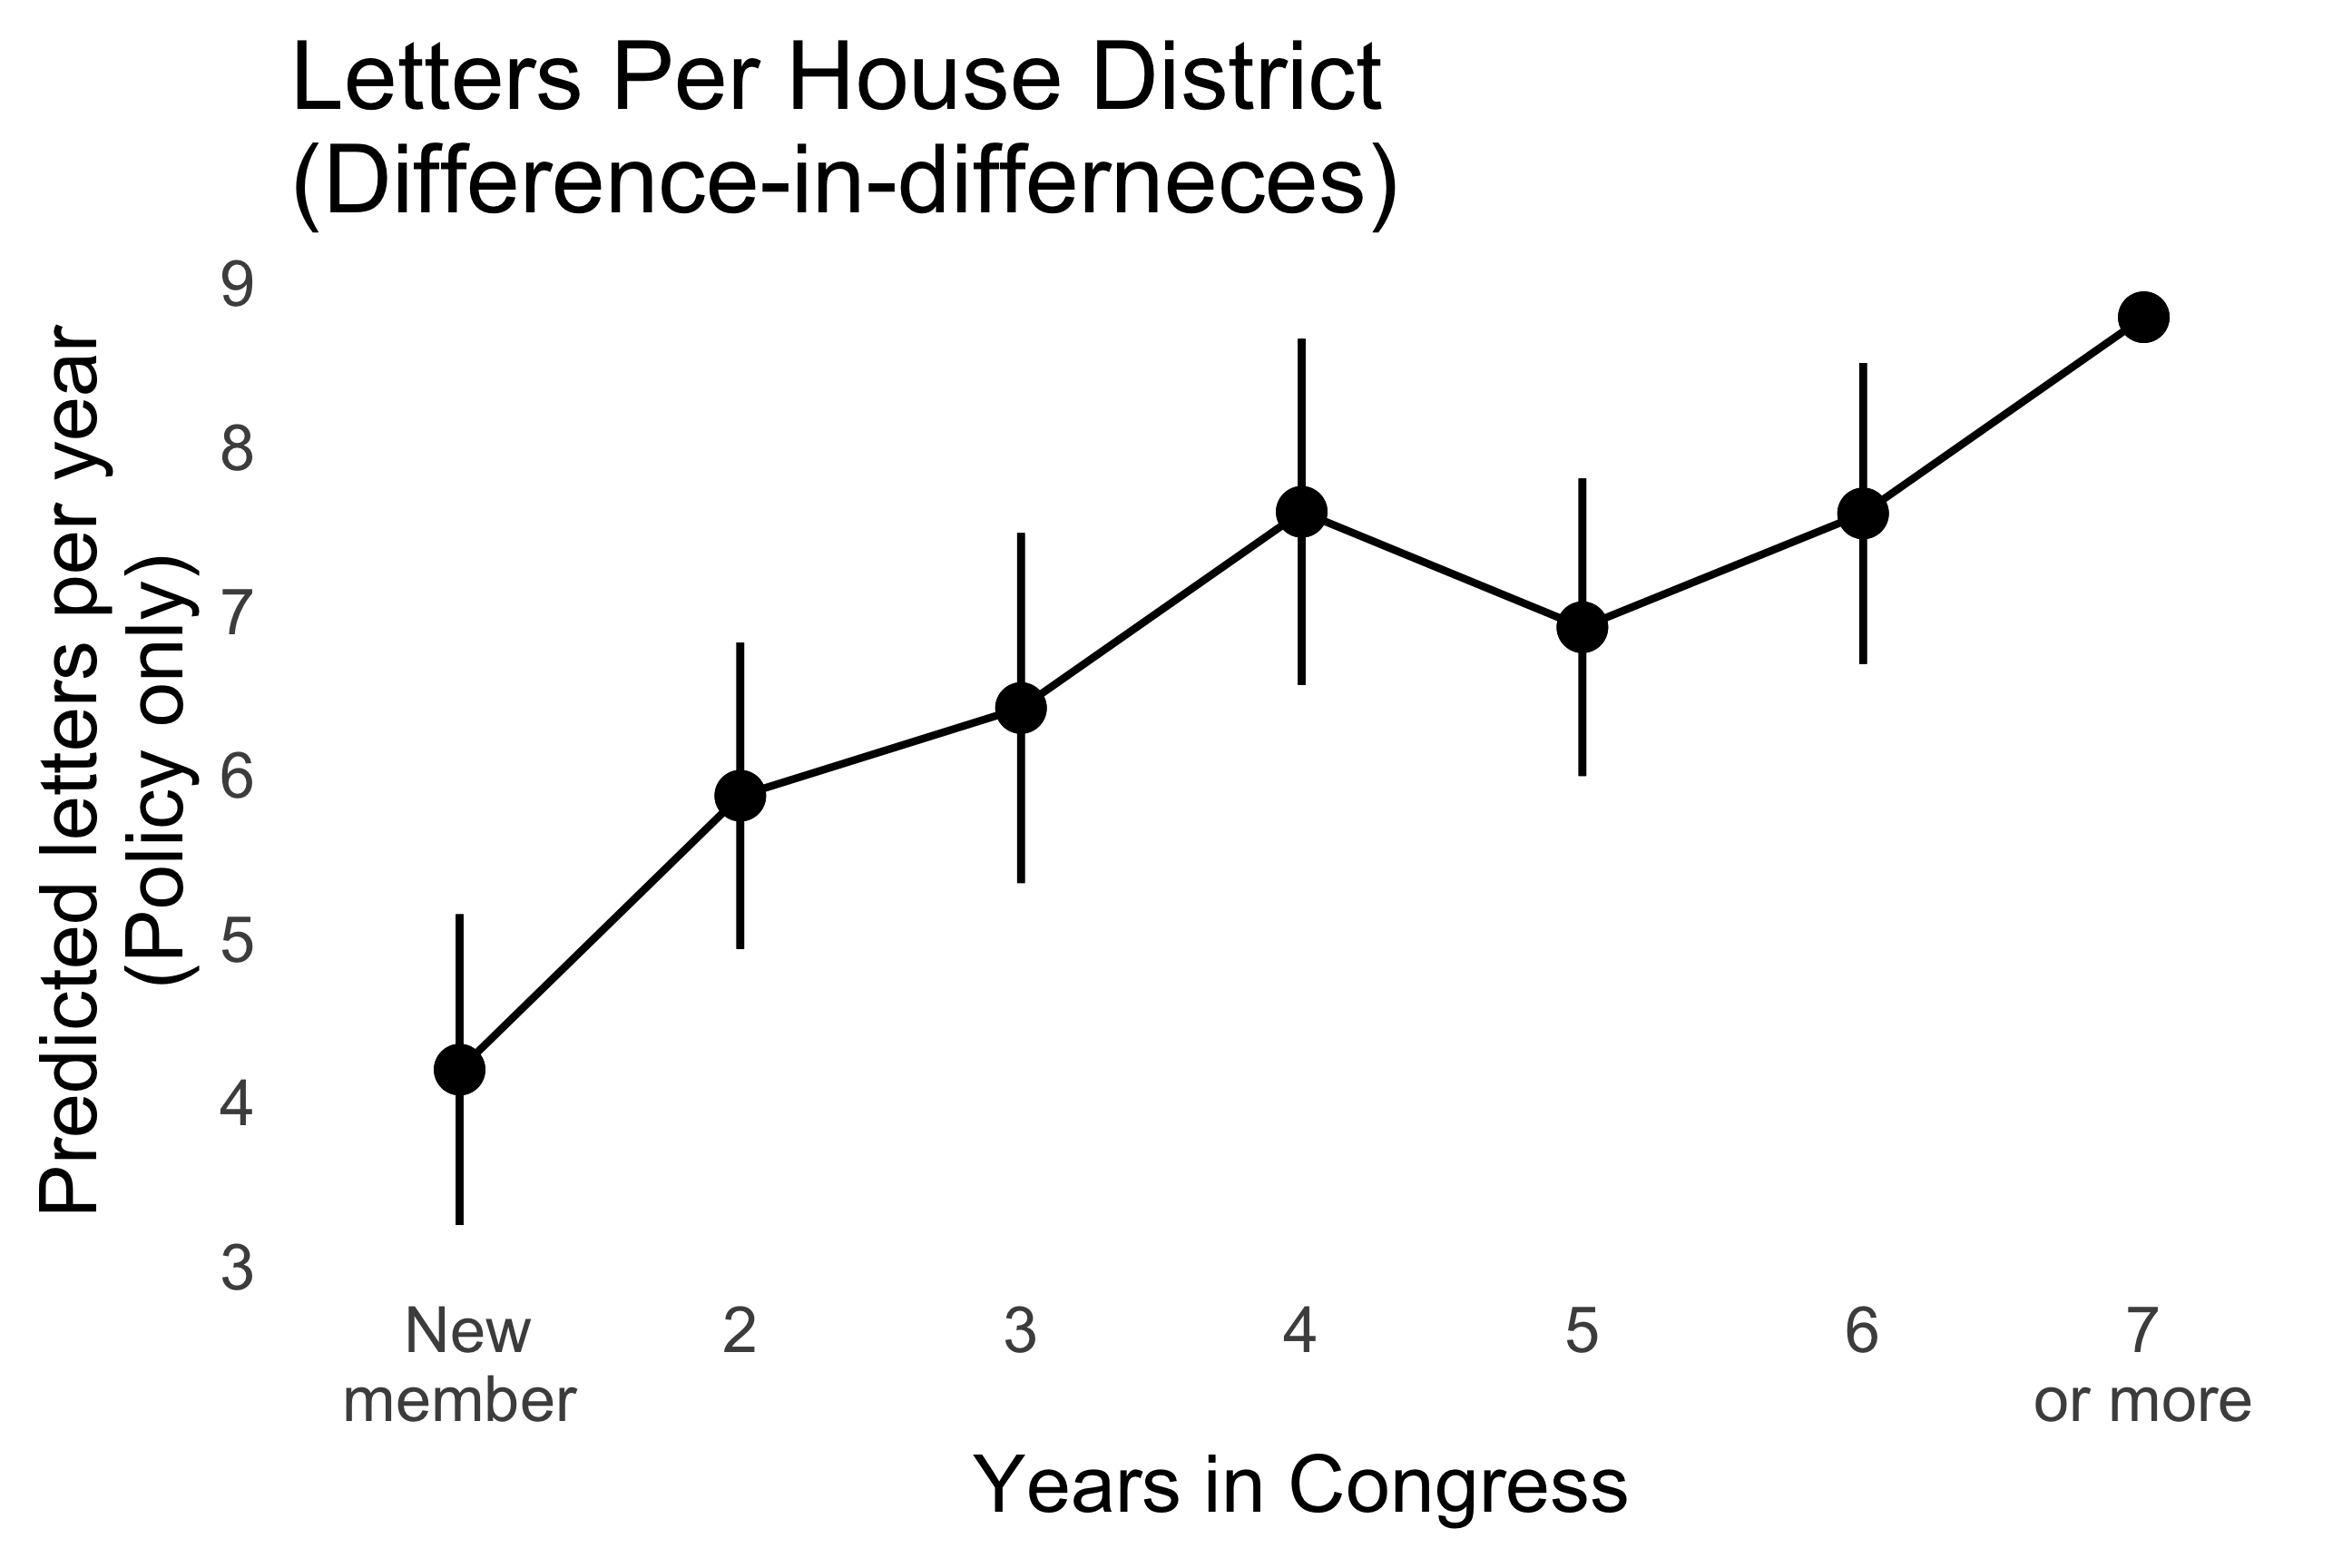 Letters Per House District
(Difference-in-differneces)
Predicted letters per year
(Policy only)
9
8
7
6
5
4
3
New
member
2
3
4
5
6
7
or more
Years in Congress